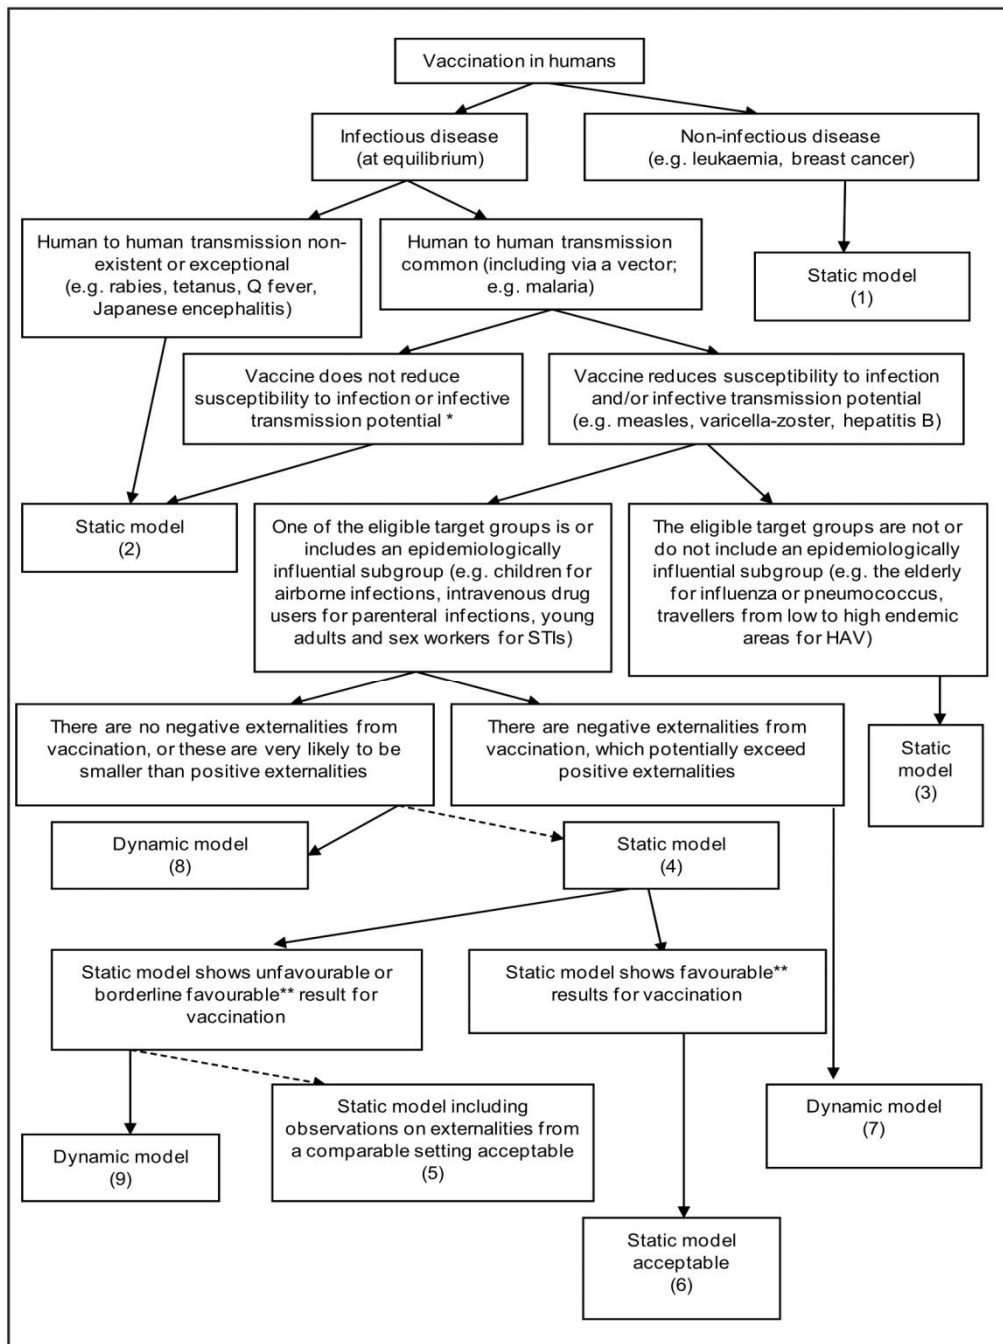 Vaccination in humans
Infectious disease
(at equilibrium)
Non-infectious disease
(e.g. leukaemia, breast cancer)
Human to human transmission non-
existent or exceptional
(e.g. rabies, tetanus, Q fever,
Japanese encephalitis)
Human to human transmission
common (including via a vector;
e.g. malaria)
Static model
(1)
Vaccine does not reduce
susceptibility to infection or infective
transmission potential *
Vaccine reduces susceptibility to infection
and/or infective transmission potential
(e.g. measles, varicella-zoster, hepatitis B)
Static model
(2)
One of the eligible target groups is or
includes an epidemiologically
influential subgroup (e.g. children for
airborne infections, intravenous drug
users for parenteral infections, young
adults and sex workers for STIs)
The eligible target groups are not or
do not include an epidemiologically
influential subgroup (e.g. the elderly
for influenza or pneumococcus,
travellers from low to high endemic
areas for HAV)
There are no negative externalities from
vaccination, or these are very likely to be
smaller than positive externalities
There are negative externalities from
vaccination, which potentially exceed
positive externalities
Static
model
(3)
Dynamic model
(8)
Static model
(4)
Static model shows unfavourable or
borderline favourable** result for
vaccination
Static model shows favourable**
results for vaccination
Dynamic model
(9)
Static model including
observations on externalities from
a comparable setting acceptable
(5)
Dynamic model
(7)
Static model
acceptable
(6)